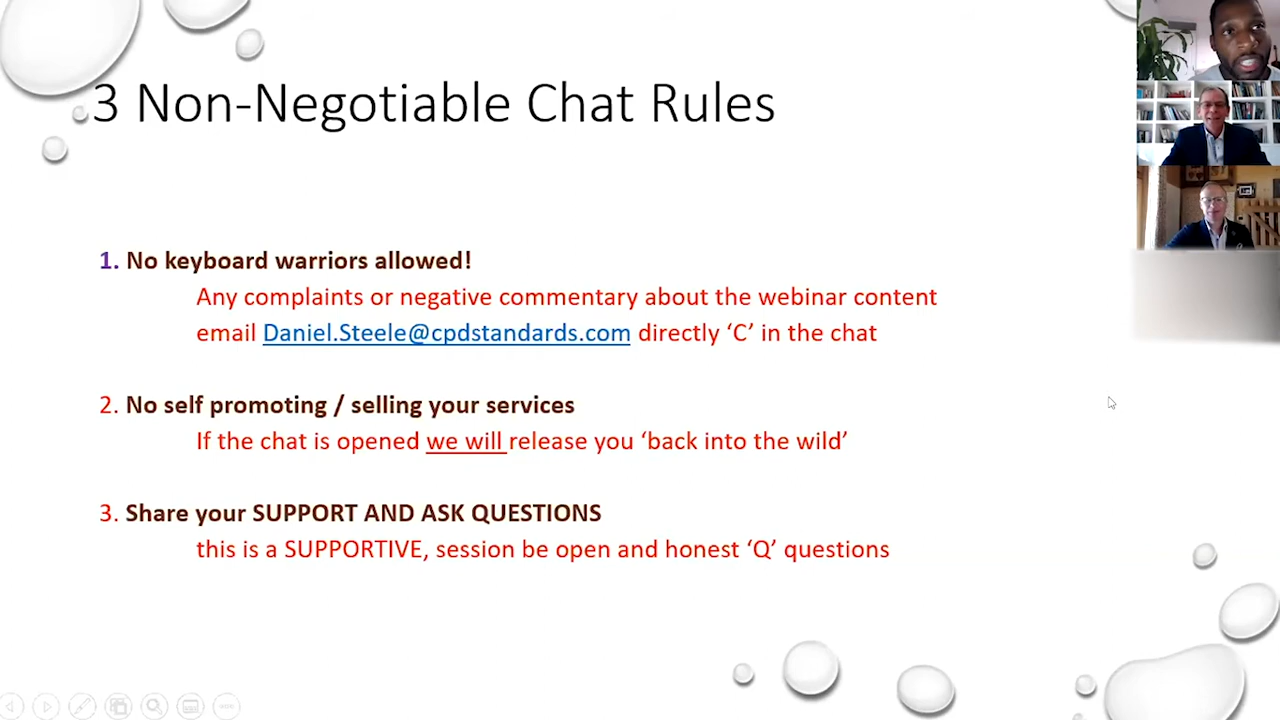 3 Non-Negotiable Chat Rules
1. No keyboard warriors allowed!
Any complaints or negative commentary about the webinar content
email Daniel.Steele@cpdstandards.com directly ‘C’ in the chat
2. No self promoting / selling your services
If the chat is opened we will release you ‘back into the wild’
3. Share your SUPPORT AND ASK QUESTIONS
this is a SUPPORTIVE, session be open and honest ‘Q’ questions